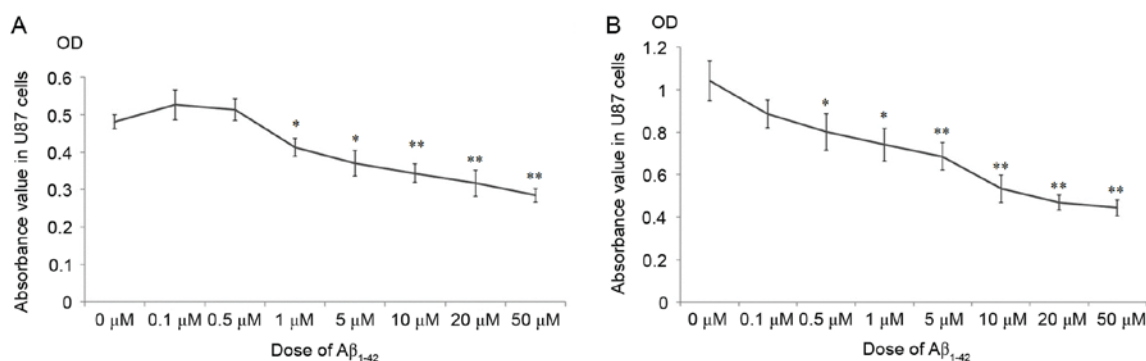 A
OD
Absorbance value in U87 cells
0.6
0.5
0.4
0.3
0.2
0.1
0
*
*
**
**
**
0 μM 0.1 μM 0.5 μM 1 μM 5 μM 10 μM 20 μM 50 μM
Dose of Aβ1-42
B
OD
Absorbance value in U87 cells
1.2
1
0.8
0.6
0.4
0.2
0
*
*
**
**
**
**
0 μM 0.1 μM 0.5 μM 1 μM 5 μM 10 μM 20 μM 50 μM
Dose of Aβ1-42